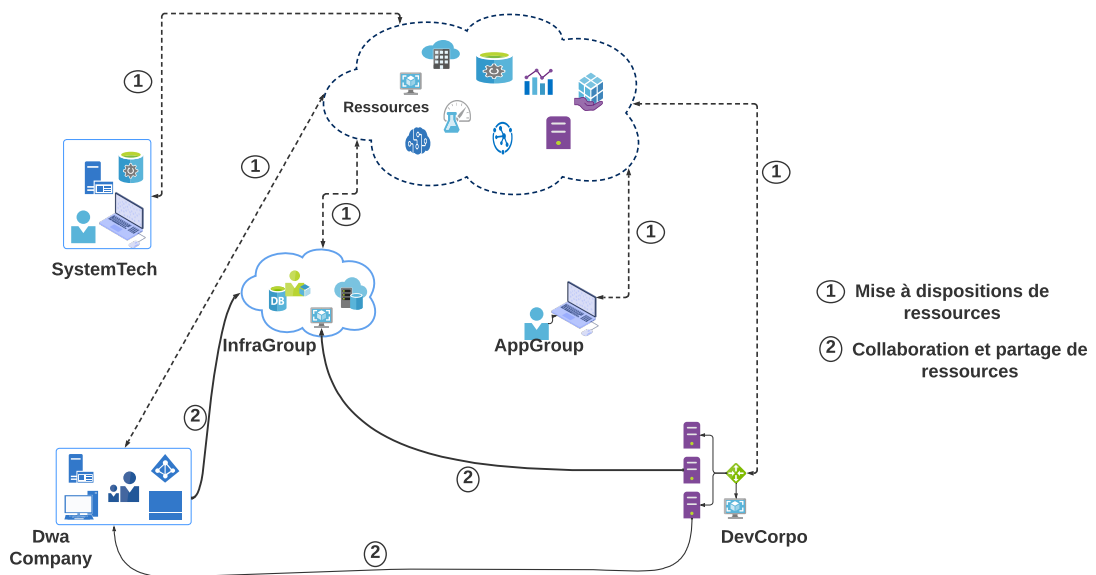 1
Ressources
1
1
1
1
SystemTech
DB
InfraGroup
AppGroup
1 Mise à dispositions de
ressources
2 Collaboration et partage de
ressources
2
2
Dwa
Company
2
DevCorpo